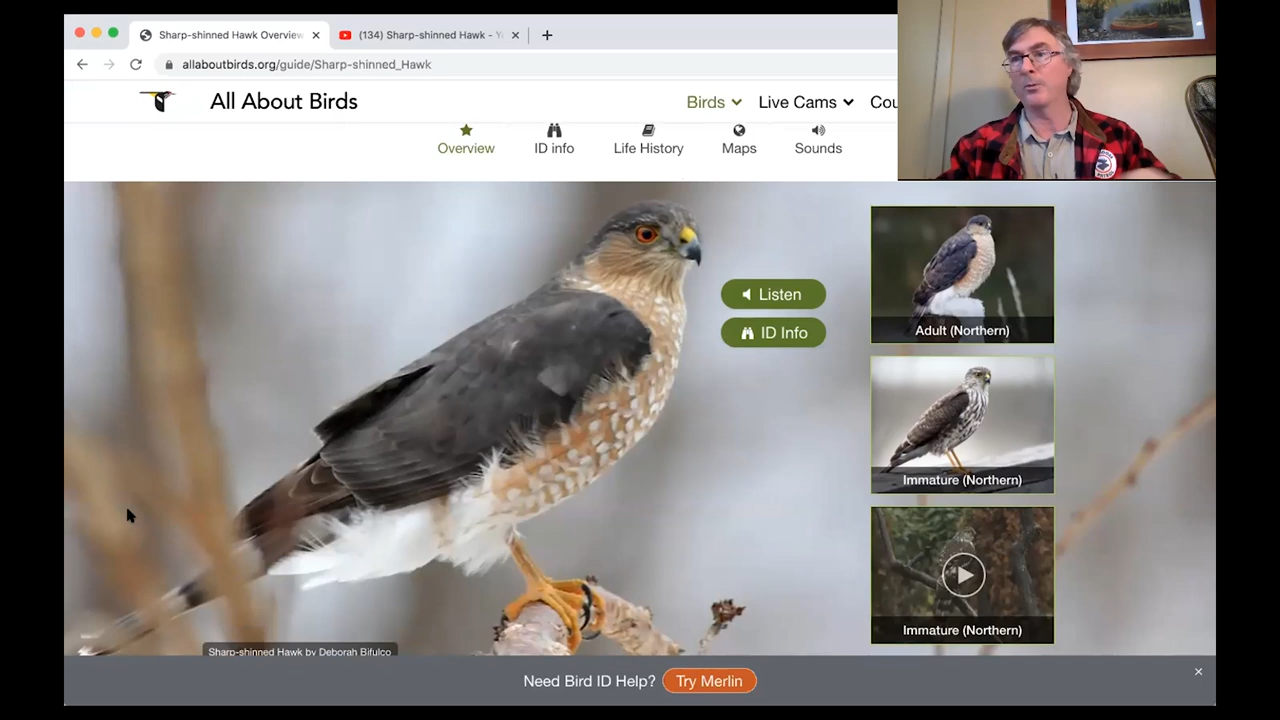 Sharp-shinned Hawk Overview
(134) Sharp-shinned Hawk - Y
allaboutbirds.org/guide/Sharp-shinned_Hawk
All About Birds
Birds
Live Cams
Cou
Overview
ID info
Life History
Maps
Sounds
Listen
ID Info
Adult (Northern)
Immature (Northern)
Immature (Northern)
Sharp-shinned Hawk by Deborah Bifulco
Need Bird ID Help?
Try Merlin